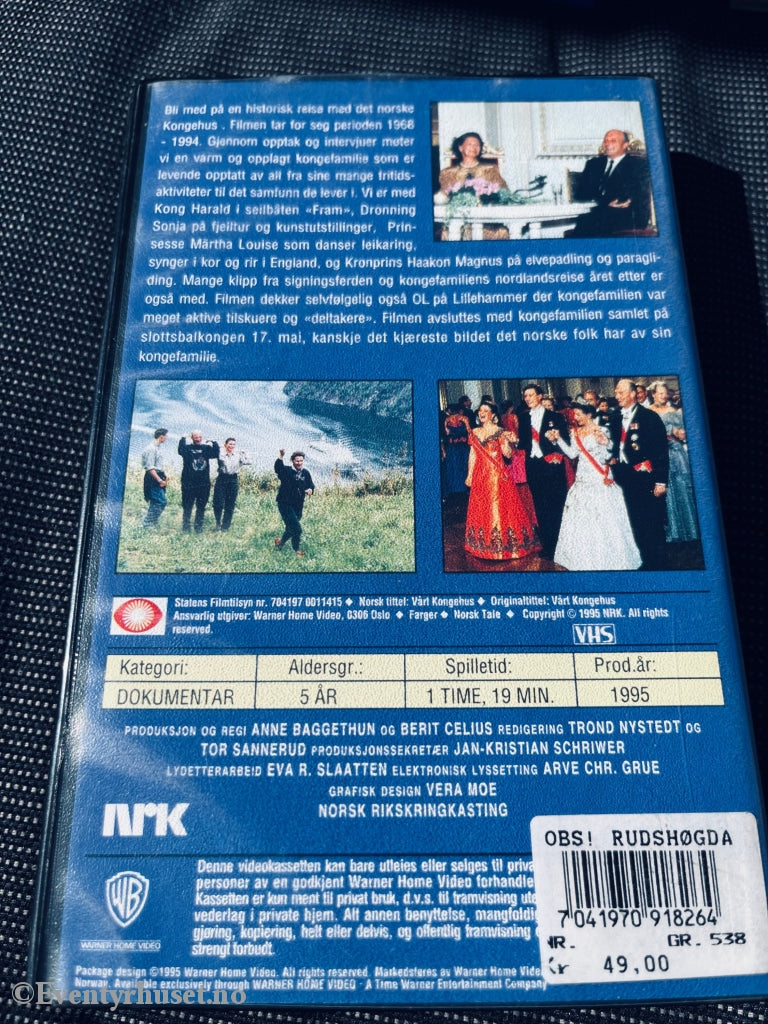 Bli med på en historisk reise med det norske
Kongehus . Filmen tar for seg perioden 1968
- 1994. Gjennom opptak og intervjuer møter
vi en varm og opplagt kongefamilie som er
levende opptatt av alt fra sine mange fritids-
aktiviteter til det samfunn de lever i. Vi er med
Kong Harald i seilbåten «Fram», Dronning
Sonja på fjelltur og kunstutstillinger, Prin-
sesse Märtha Louise som danser leikaring,
synger i kor og rir i England, og Kronprins Haakon Magnus på elvepadling og paragli-
ding. Mange klipp fra signingsferden og kongefamiliens nordlandsreise året etter er
også med. Filmen dekker selvfølgelig også OL på Lillehammer der kongefamilien var
meget aktive tilskuere og «deltakere». Filmen avsluttes med kongefamilien samlet på
slottsbalkongen 17. mai, kanskje det kjæreste bildet det norske folk har av sin
kongefamilie.
Statens Filmtilsyn nr. 704197 0011415 ◆ Norsk tittel: Vårt Kongehus ◆ Originaltittel: Vårt Kongehus
Ansvarlig utgiver: Warner Home Video, 0306 Oslo ◆ Farger ◆ Norsk Tale ◆ Copyright © 1995 NRK. All rights
reserved.
VHS
Kategori: Aldersgr.: Spilletid: Prod.år:
DOKUMENTAR 5 ÅR 1 TIME, 19 MIN. 1995
PRODUKSJON OG REGI ANNE BAGGETHUN OG BERIT CELIUS REDIGERING TROND NYSTEDT OG
TOR SANNERUD PRODUKSJONSSEKRETÆR JAN-KRISTIAN SCHRIWER
LYDETTERARBEID EVA R. SLAATTEN ELEKTRONISK LYSSETTING ARVE CHR. GRUE
GRAFISK DESIGN VERA MOE
NORSK RIKSKRINGKASTING
NRK
OBS! RUDSHØGDA
7 041970 918264
NR. GR. 538
Kr 49,00
WB
WARNER HOME VIDEO
Denne videokassetten kan bare utleies eller selges til priva
personer av en godkjent Warner Home Video forhandler
Kassetten er kun ment til privat bruk, d.v.s. til framvisning ute
vederlag i private hjem. Alt annen benyttelse, mangfoldig
gjøring, kopiering, helt eller delvis, og offentlig framvisning e
strengt forbudt.
Package design ©1995 Warner Home Video. All rights reserved. Markedsføres av Warner Home Vide
Norway. Available exclusively through WARNER HOME VIDEO · A Time Warner Entertainment Company
©Eventyrhuset.no